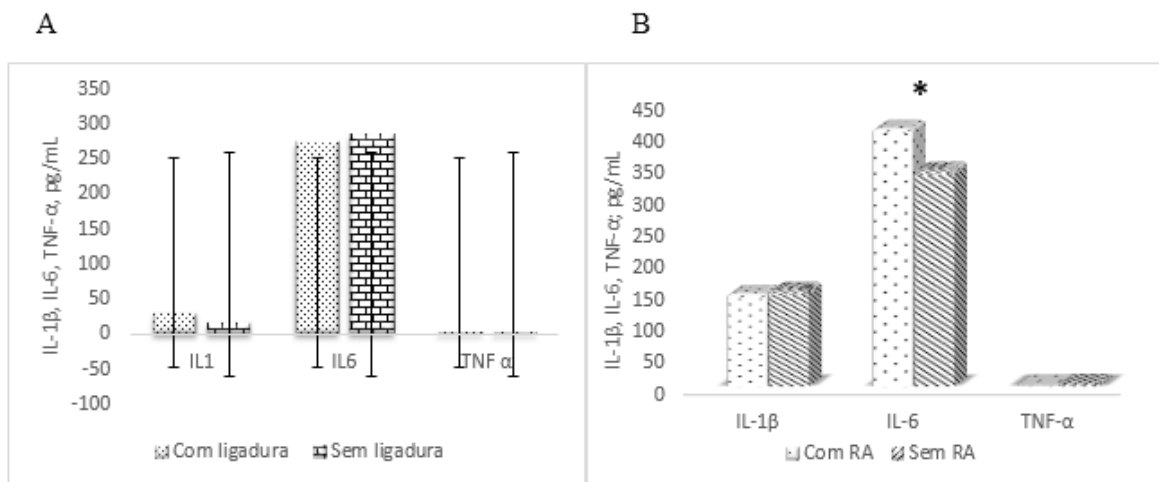 A
B
IL-1β, IL-6, TNF-α, pg/mL
350
300
250
200
150
100
50
0
-50
-100
IL1
IL6
TNF α
Com ligadura
Sem ligadura
IL-1β, IL-6, TNF-α; pg/mL
450
400
350
300
250
200
150
100
50
0
*
IL-1β
IL-6
TNF-α
Com RA
Sem RA